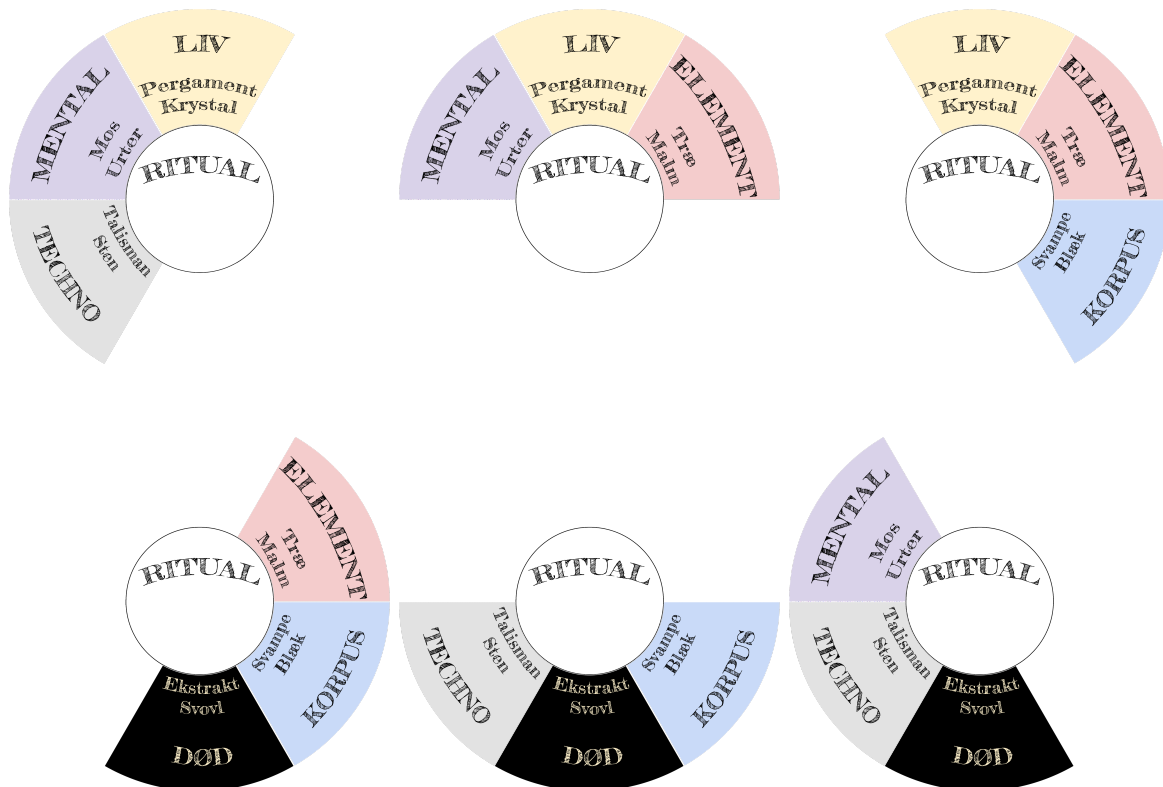 LIV
Pergament
Krystal
MENTAL
Mos
Urter
RITUAL
Talisman
Sten
TECHNO
LIV
Pergament
Krystal
MENTAL
Mos
Urter
ELEMENT
Træ
Malm
RITUAL
LIV
Pergament
Krystal
ELEMENT
Træ
Malm
RITUAL
Svampe
Blæk
KORPUS
ELEMENT
Træ
Malm
RITUAL
Svampe
Blæk
KORPUS
Ekstrakt
Svovl
DØD
RITUAL
Talisman
Sten
TECHNO
Svampe
Blæk
KORPUS
Ekstrakt
Svovl
DØD
MENTAL
Mos
Urter
RITUAL
Talisman
Sten
TECHNO
Ekstrakt
Svovl
DØD